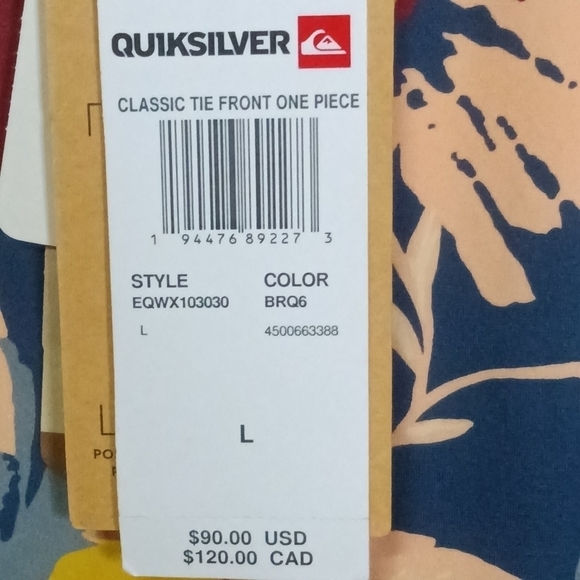 QUIKSILVER
CLASSIC TIE FRONT ONE PIECE
1 94476 89227 3
STYLE COLOR
EQWX103030 BRQ6
L 4500663388
L
$90.00 USD
$120.00 CAD